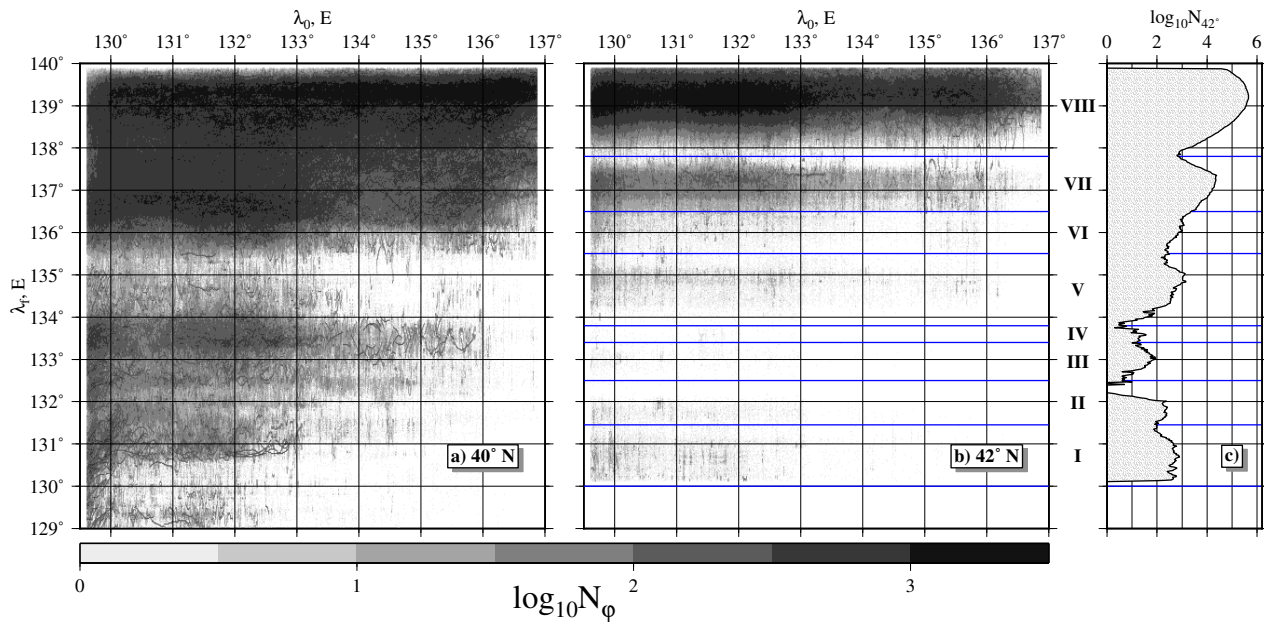 λ₀, E
λ₀, E
log₁₀N₄₂°
130° 131° 132° 133° 134° 135° 136° 137°
130° 131° 132° 133° 134° 135° 136° 137°
0 2 4 6
140°
139°
138°
137°
136°
135°
134°
133°
132°
131°
130°
129°
λf, E
VIII
VII
VI
V
IV
III
II
I
a) 40° N
b) 42° N
c)
0 1 2 3
log₁₀Nφ